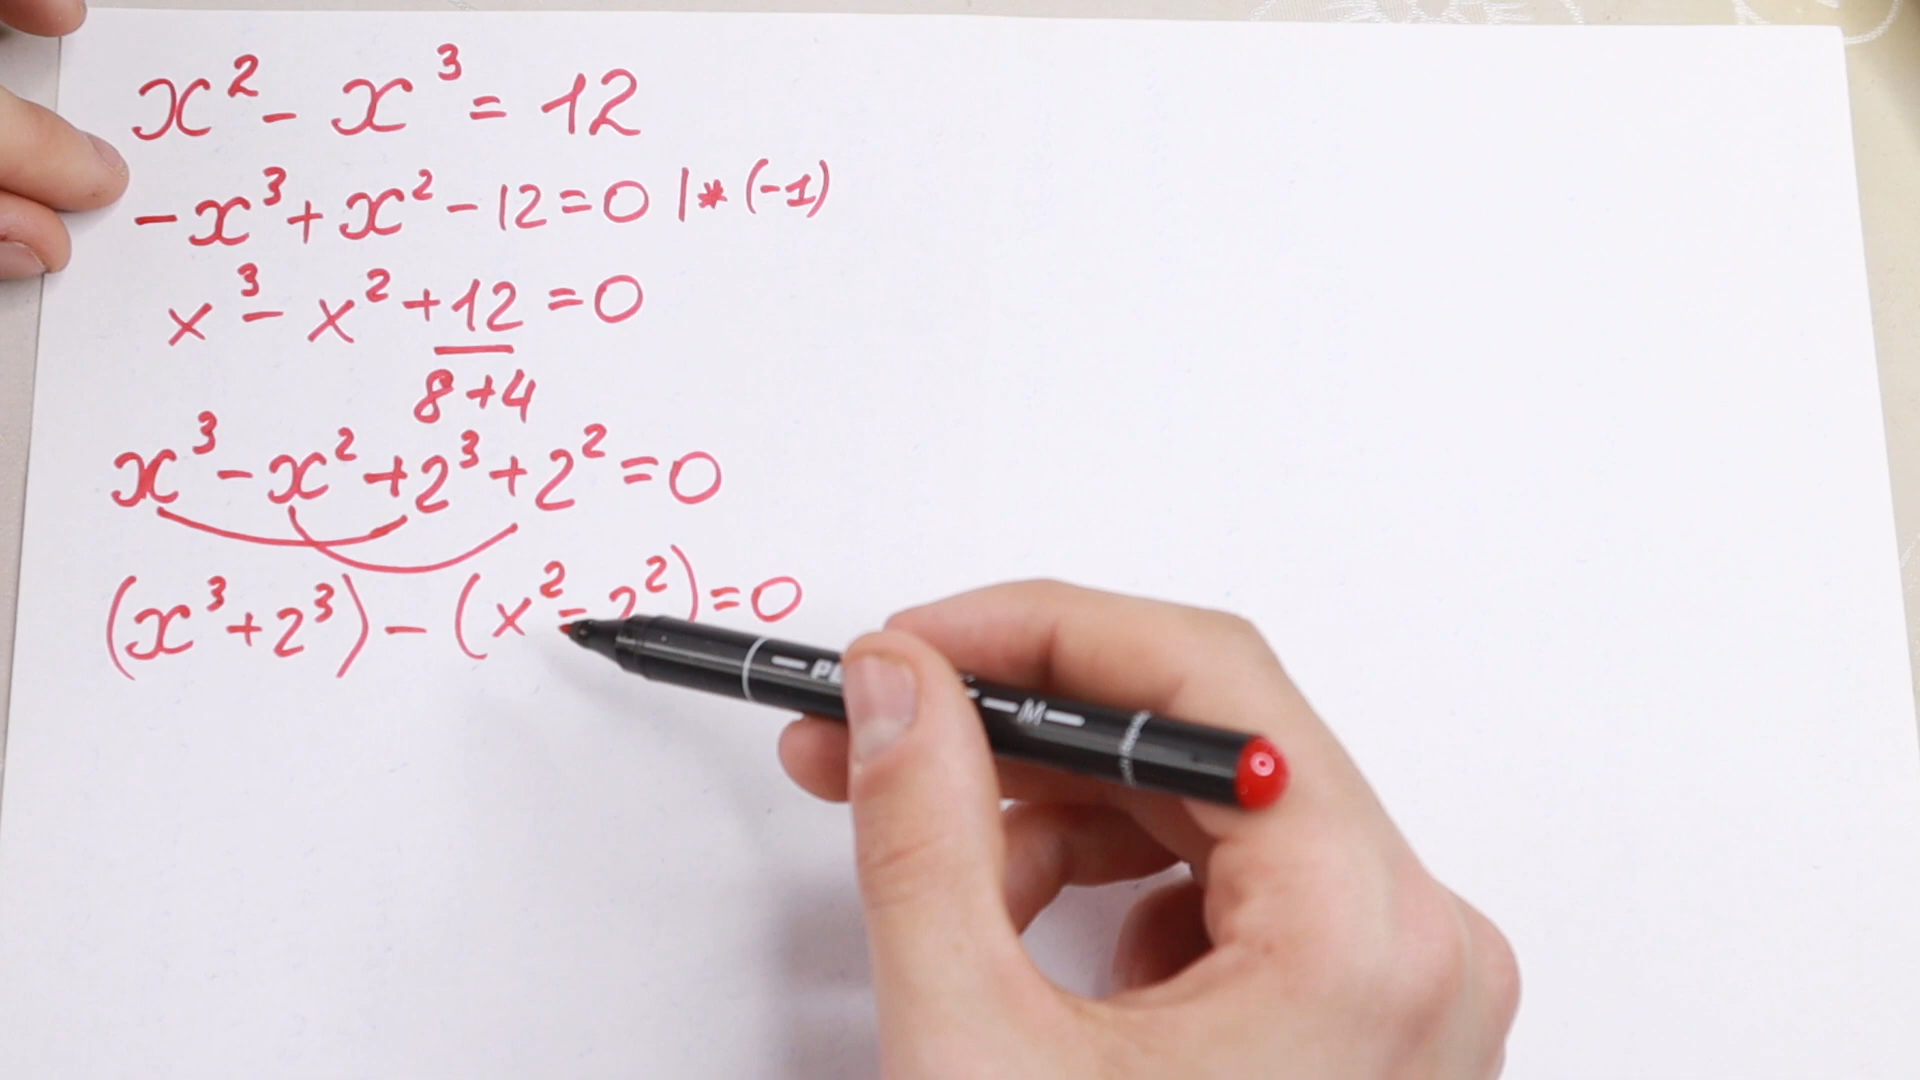 x² - x³ = 12
-x³ + x² - 12 = 0 | * (-1)
x³ - x² + 12 = 0
8 + 4
x³ - x² + 2³ + 2² = 0
(x³ + 2³) - (x² - 2²) = 0
— M —